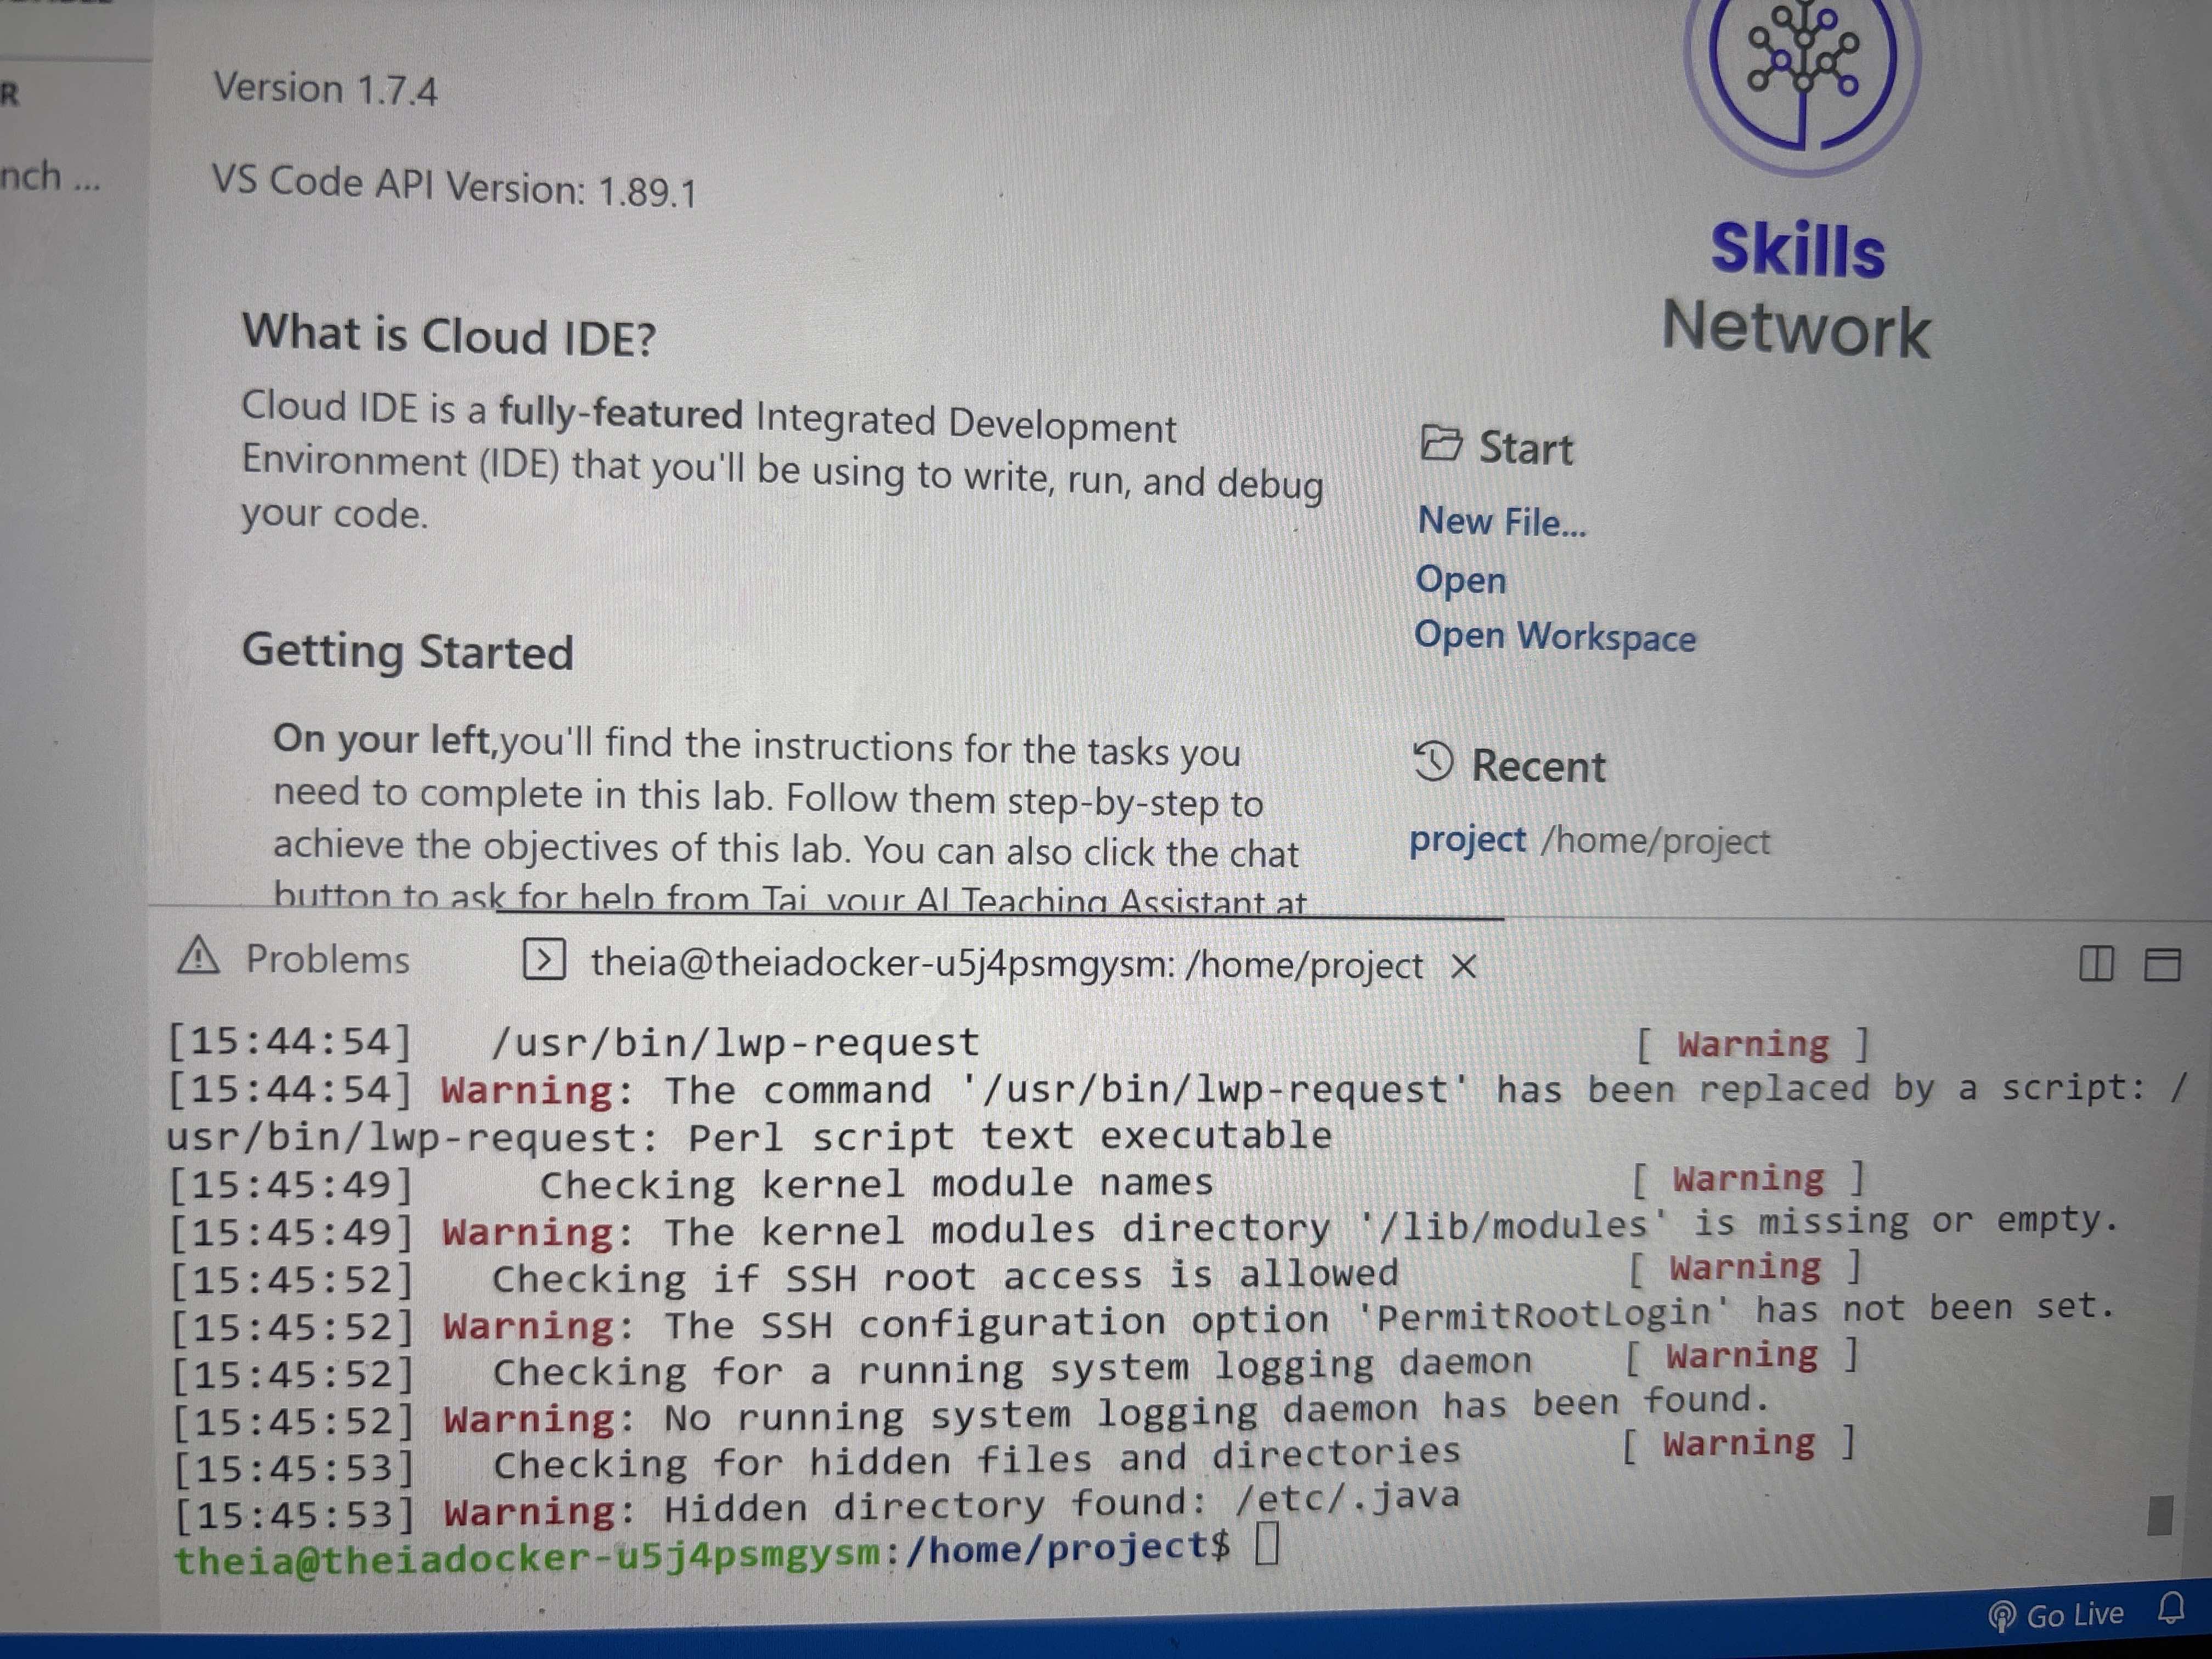 R
nch ...
Version 1.7.4
VS Code API Version: 1.89.1
What is Cloud IDE?
Cloud IDE is a fully-featured Integrated Development
Environment (IDE) that you'll be using to write, run, and debug
your code.
Getting Started
On your left,you'll find the instructions for the tasks you
need to complete in this lab. Follow them step-by-step to
achieve the objectives of this lab. You can also click the chat
button to ask for help from Tai, your AI Teaching Assistant at
Skills
Network
Start
New File...
Open
Open Workspace
Recent
project /home/project
Problems
theia@theiadocker-u5j4psmgysm: /home/project
[15:44:54]   /usr/bin/lwp-request                           [ Warning ]
[15:44:54] Warning: The command '/usr/bin/lwp-request' has been replaced by a script: /
usr/bin/lwp-request: Perl script text executable
[15:45:49]     Checking kernel module names                 [ Warning ]
[15:45:49] Warning: The kernel modules directory '/lib/modules' is missing or empty.
[15:45:52]   Checking if SSH root access is allowed         [ Warning ]
[15:45:52] Warning: The SSH configuration option 'PermitRootLogin' has not been set.
[15:45:52]   Checking for a running system logging daemon   [ Warning ]
[15:45:52] Warning: No running system logging daemon has been found.
[15:45:53]   Checking for hidden files and directories      [ Warning ]
[15:45:53] Warning: Hidden directory found: /etc/.java
theia@theiadocker-u5j4psmgysm:/home/project$
Go Live